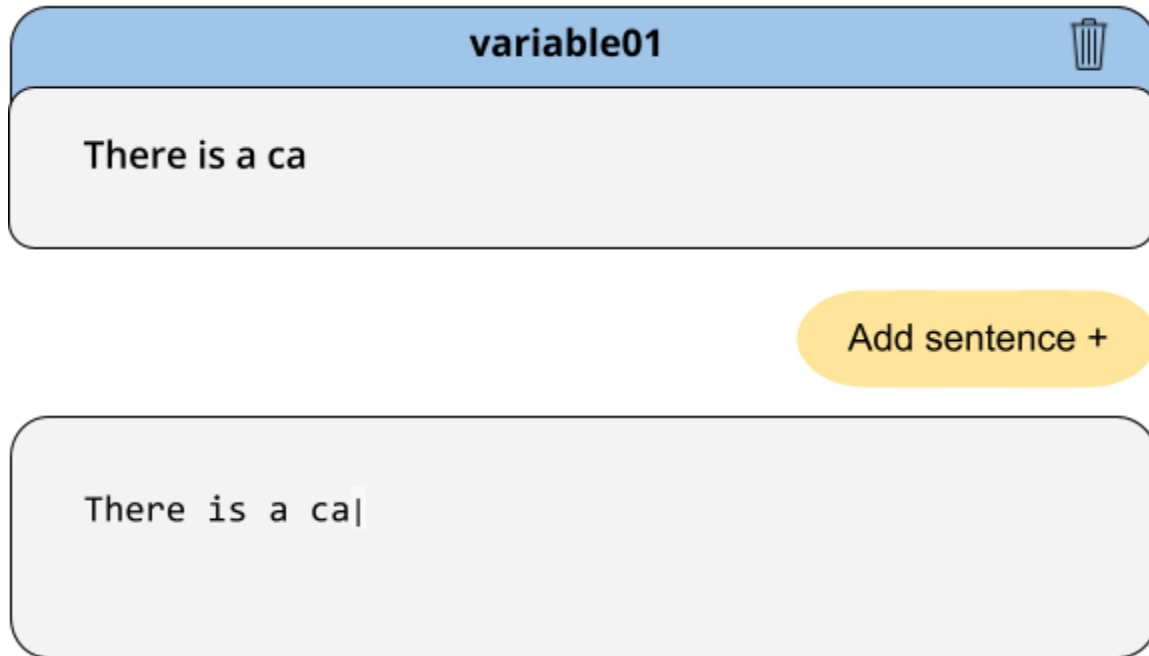 variable01
There is a ca
Add sentence +
There is a ca|